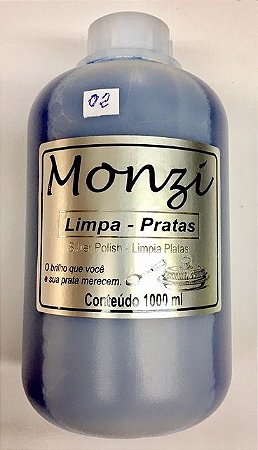 02
Monzi
Limpa - Pratas
Silver Polish - Limpia Platas
O brilho que você
e sua prata merecem.
Conteúdo 1000 ml